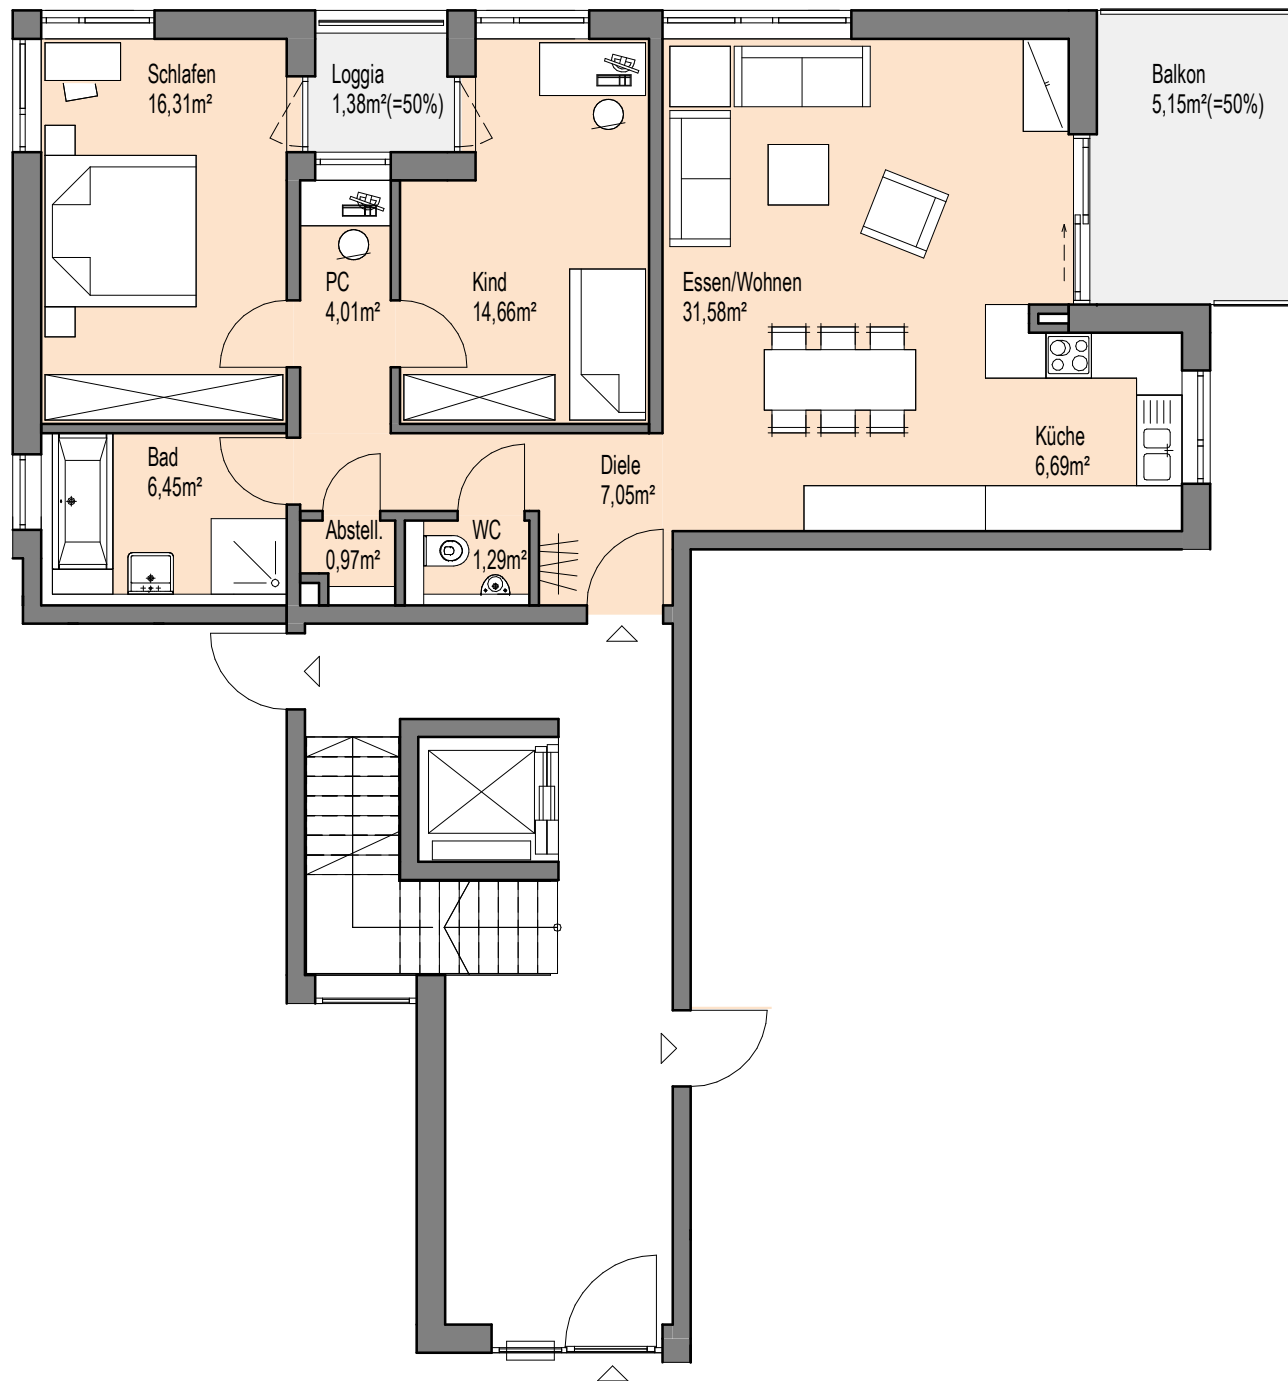 Schlafen
16,31m²
Loggia
1,38m²(=50%)
Balkon
5,15m²(=50%)
PC
4,01m²
Kind
14,66m²
Essen/Wohnen
31,58m²
Bad
6,45m²
Diele
7,05m²
Küche
6,69m²
Abstell.
0,97m²
WC
1,29m²